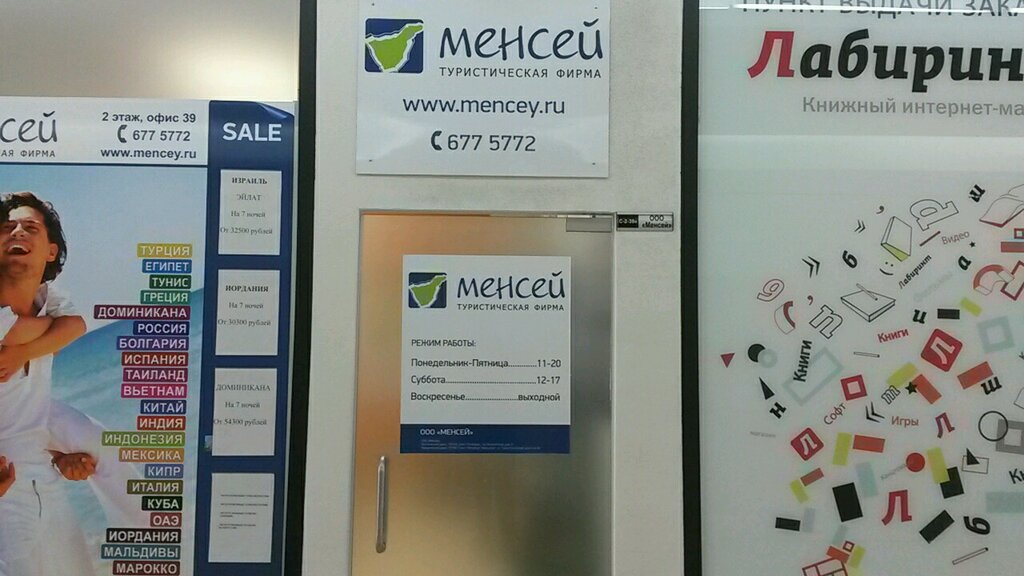 МЕНСЕЙ
ТУРИСТИЧЕСКАЯ ФИРМА
www.mencey.ru
677 5772
С-2-39н
ООО
«Менсей»
МЕНСЕЙ
ТУРИСТИЧЕСКАЯ ФИРМА
РЕЖИМ РАБОТЫ:
Понедельник-Пятница............11-20
Суббота..............................12-17
Воскресенье..................выходной
ООО «МЕНСЕЙ»
нсей
АЯ ФИРМА
2 этаж, офис 39
677 5772
www.mencey.ru
SALE
ИЗРАИЛЬ
ЭЙЛАТ
На 7 ночей
От 32500 рублей
ИОРДАНИЯ
На 7 ночей
От 30300 рублей
ДОМИНИКАНА
На 7 ночей
От 54300 рублей
ТУРЦИЯ
ЕГИПЕТ
ТУНИС
ГРЕЦИЯ
ДОМИНИКАНА
РОССИЯ
БОЛГАРИЯ
ИСПАНИЯ
ТАИЛАНД
ВЬЕТНАМ
КИТАЙ
ИНДИЯ
ИНДОНЕЗИЯ
МЕКСИКА
КИПР
ИТАЛИЯ
КУБА
ОАЭ
ИОРДАНИЯ
МАЛЬДИВЫ
МАРОККО
ПУНКТ ВЫДАЧИ ЗАКА
Лабирин
Книжный интернет-ма
Видео
Лабиринт
Книги
Книги
Софт
Игры